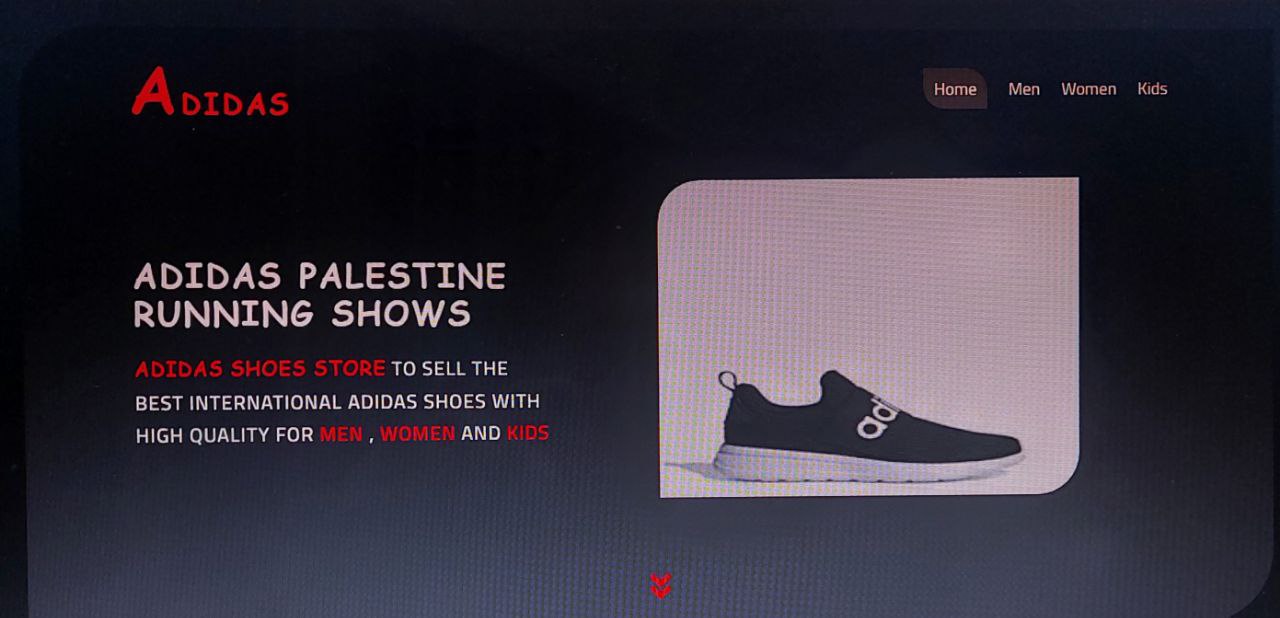 ADIDAS
Home Men Women Kids
ADIDAS PALESTINE
RUNNING SHOWS
ADIDAS SHOES STORE TO SELL THE
BEST INTERNATIONAL ADIDAS SHOES WITH
HIGH QUALITY FOR MEN , WOMEN AND KIDS
adi